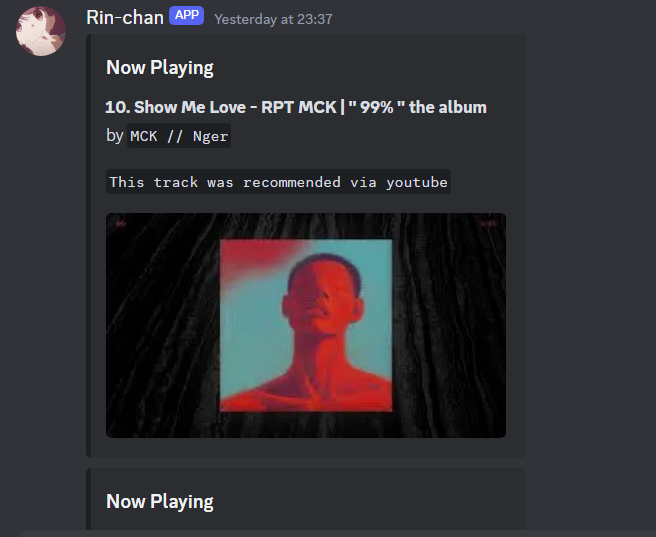 Rin-chan APP Yesterday at 23:37
Now Playing
10. Show Me Love - RPT MCK | " 99% " the album
by MCK // Nger
This track was recommended via youtube
Now Playing